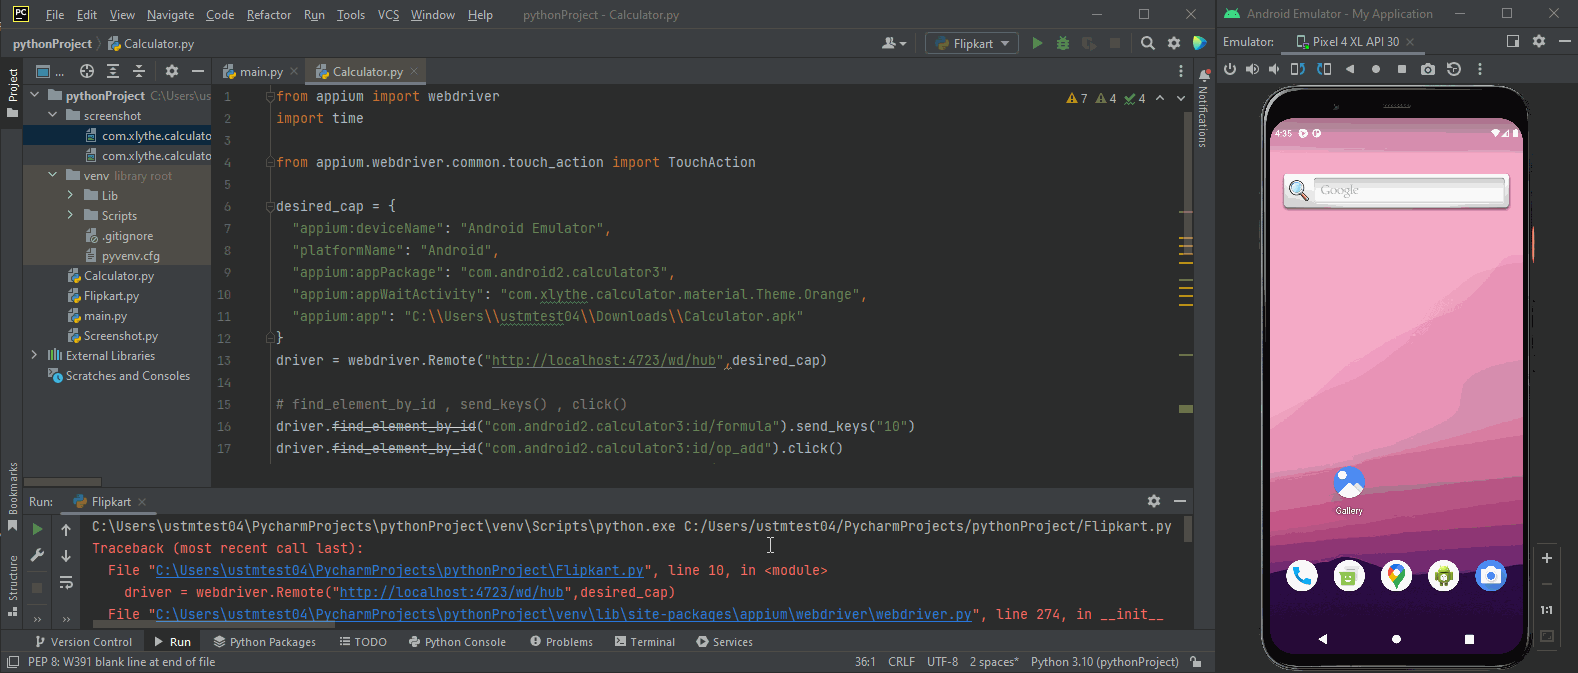 PC File Edit View Navigate Code Refactor Run Tools VCS Window Help pythonProject - Calculator.py
Android Emulator - My Application
pythonProject Calculator.py Flipkart
Emulator: Pixel 4 XL API 30
Project
...
main.py Calculator.py
Notifications
pythonProject C:\Users\us
screenshot
com.xlythe.calculato
com.xlythe.calculato
venv library root
Lib
Scripts
.gitignore
pyvenv.cfg
Calculator.py
Flipkart.py
main.py
Screenshot.py
External Libraries
Scratches and Consoles
7 4 4
1 from appium import webdriver
2 import time
3
4 from appium.webdriver.common.touch_action import TouchAction
5
6 desired_cap = {
7 "appium:deviceName": "Android Emulator",
8 "platformName": "Android",
9 "appium:appPackage": "com.android2.calculator3",
10 "appium:appWaitActivity": "com.xlythe.calculator.material.Theme.Orange",
11 "appium:app": "C:\\Users\\ustmtest04\\Downloads\\Calculator.apk"
12 }
13 driver = webdriver.Remote("http://localhost:4723/wd/hub",desired_cap)
14
15 # find_element_by_id , send_keys() , click()
16 driver.find_element_by_id("com.android2.calculator3:id/formula").send_keys("10")
17 driver.find_element_by_id("com.android2.calculator3:id/op_add").click()
Bookmarks
Structure
Run: Flipkart
C:\Users\ustmtest04\PycharmProjects\pythonProject\venv\Scripts\python.exe C:/Users/ustmtest04/PycharmProjects/pythonProject/Flipkart.py
Traceback (most recent call last):
File "C:\Users\ustmtest04\PycharmProjects\pythonProject\Flipkart.py", line 10, in <module>
driver = webdriver.Remote("http://localhost:4723/wd/hub",desired_cap)
File "C:\Users\ustmtest04\PycharmProjects\pythonProject\venv\lib\site-packages\appium\webdriver\webdriver.py", line 274, in __init__
Version Control Run Python Packages TODO Python Console Problems Terminal Services
PEP 8: W391 blank line at end of file 36:1 CRLF UTF-8 2 spaces* Python 3.10 (pythonProject)
4:35
Google
Gallery
1:1